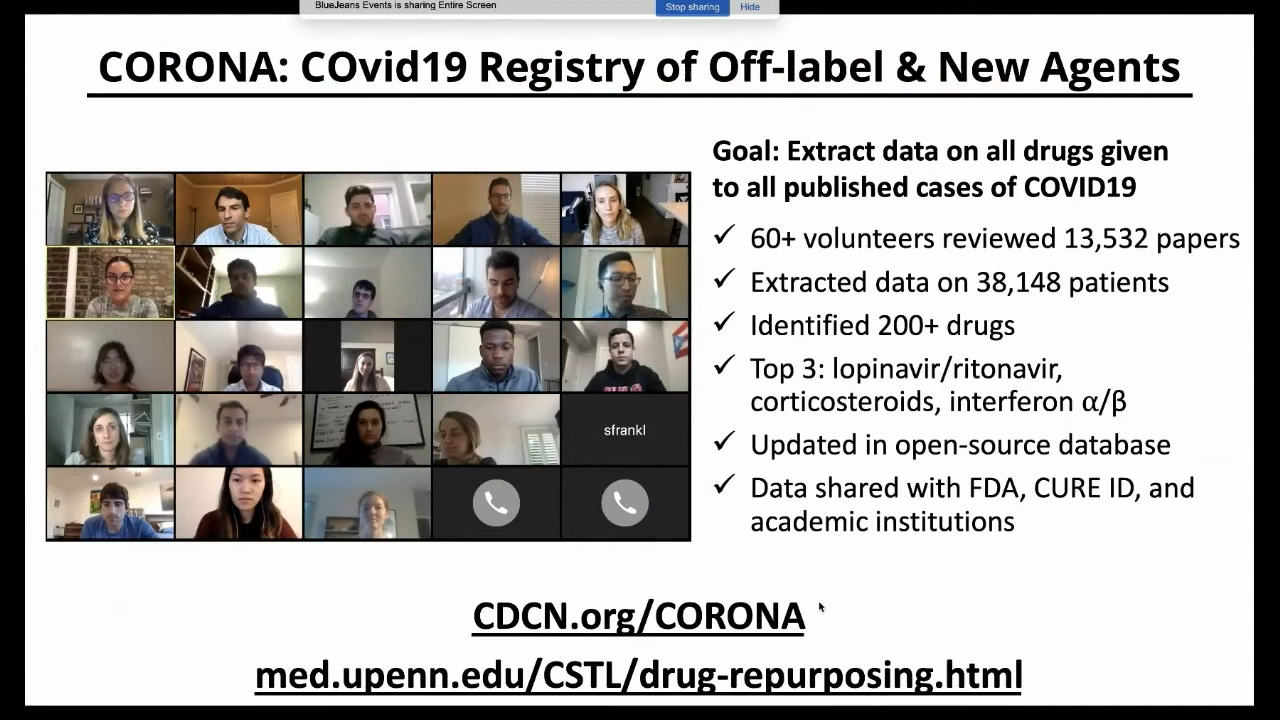 BlueJeans Events is sharing Entire Screen
Stop sharing
Hide
CORONA: COvid19 Registry of Off-label & New Agents
Goal: Extract data on all drugs given
to all published cases of COVID19
✓ 60+ volunteers reviewed 13,532 papers
✓ Extracted data on 38,148 patients
✓ Identified 200+ drugs
✓ Top 3: lopinavir/ritonavir,
corticosteroids, interferon α/β
✓ Updated in open-source database
✓ Data shared with FDA, CURE ID, and
academic institutions
sfrankl
CDCN.org/CORONA
med.upenn.edu/CSTL/drug-repurposing.html